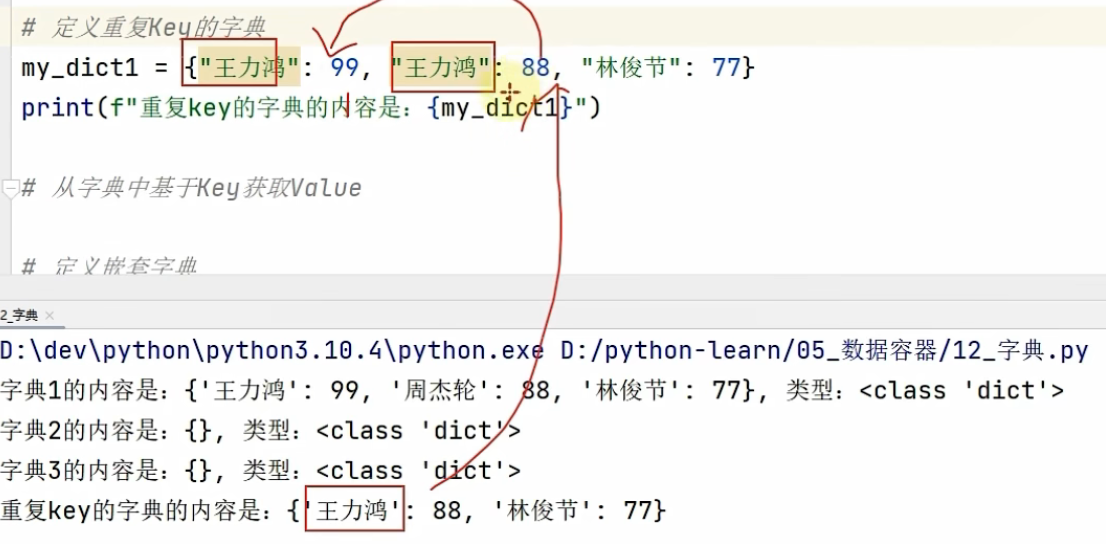 # 定义重复Key的字典
my_dict1 = {"王力鸿": 99, "王力鸿": 88, "林俊节": 77}
print(f"重复key的字典的内容是：{my_dict1}")
# 从字典中基于Key获取Value
# 定义嵌套字典
2_字典 ×
D:\dev\python\python3.10.4\python.exe D:/python-learn/05_数据容器/12_字典.py
字典1的内容是：{'王力鸿': 99, '周杰轮': 88, '林俊节': 77}, 类型：<class 'dict'>
字典2的内容是：{}, 类型：<class 'dict'>
字典3的内容是：{}, 类型：<class 'dict'>
重复key的字典的内容是：{'王力鸿': 88, '林俊节': 77}